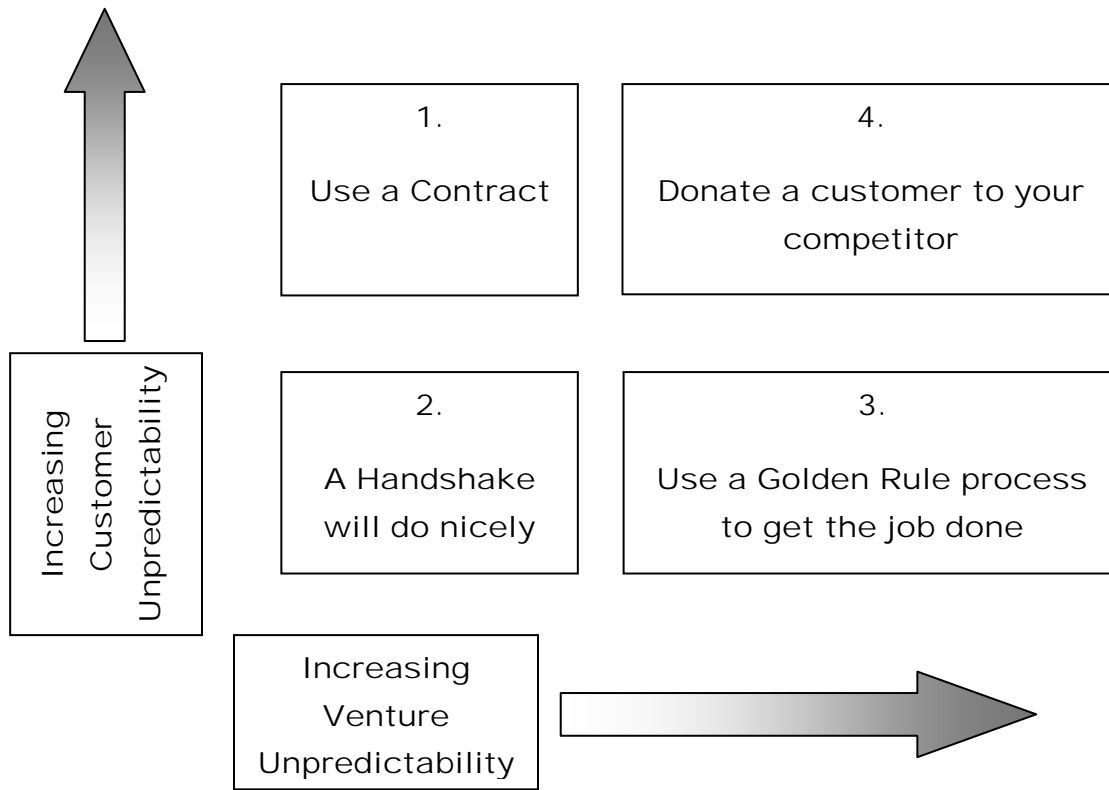 1.
Use a Contract
4.
Donate a customer to your
competitor
Increasing
Customer
Unpredictability
2.
A Handshake
will do nicely
3.
Use a Golden Rule process
to get the job done
Increasing
Venture
Unpredictability